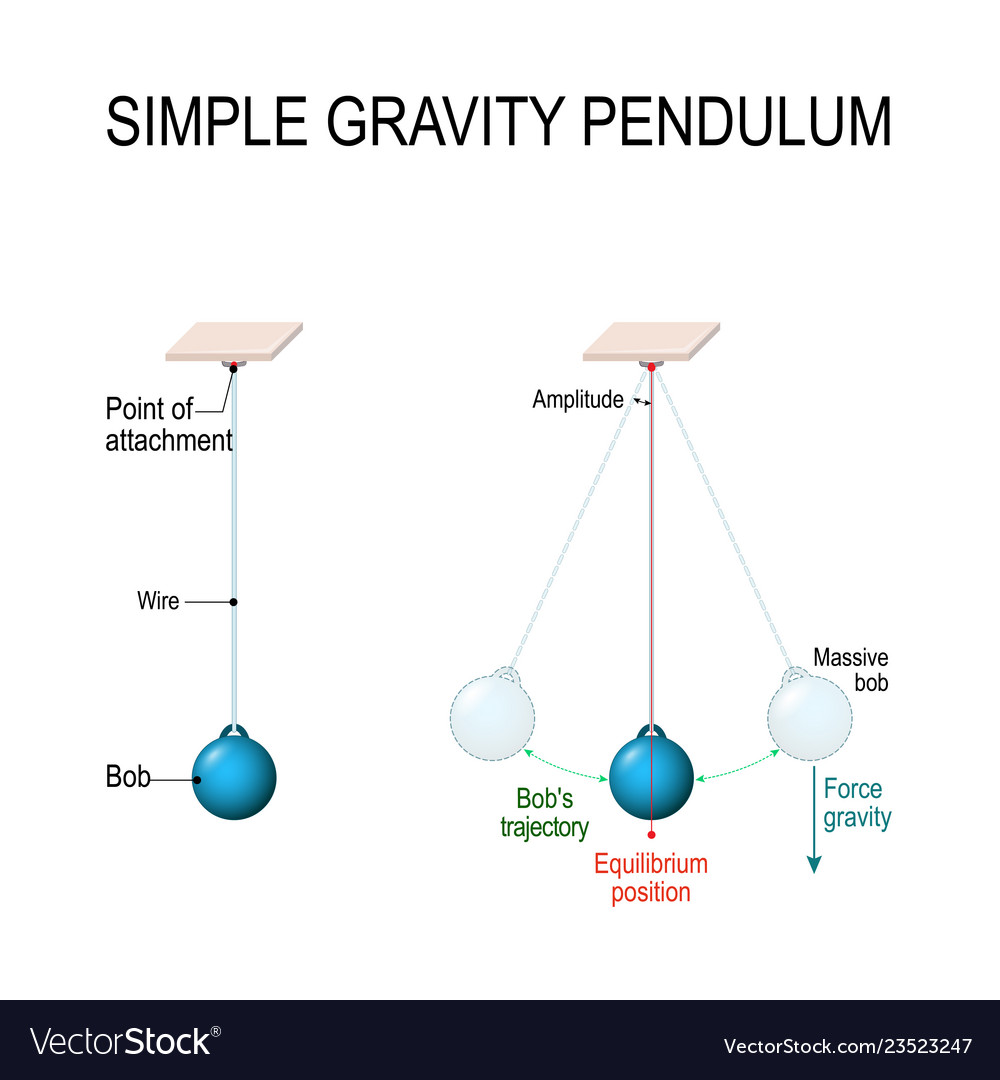 SIMPLE GRAVITY PENDULUM
Point of
attachment
Wire
Bob
Amplitude
Massive
bob
Bob's
trajectory
Force
gravity
Equilibrium
position
VectorStock®
VectorStock.com/23523247